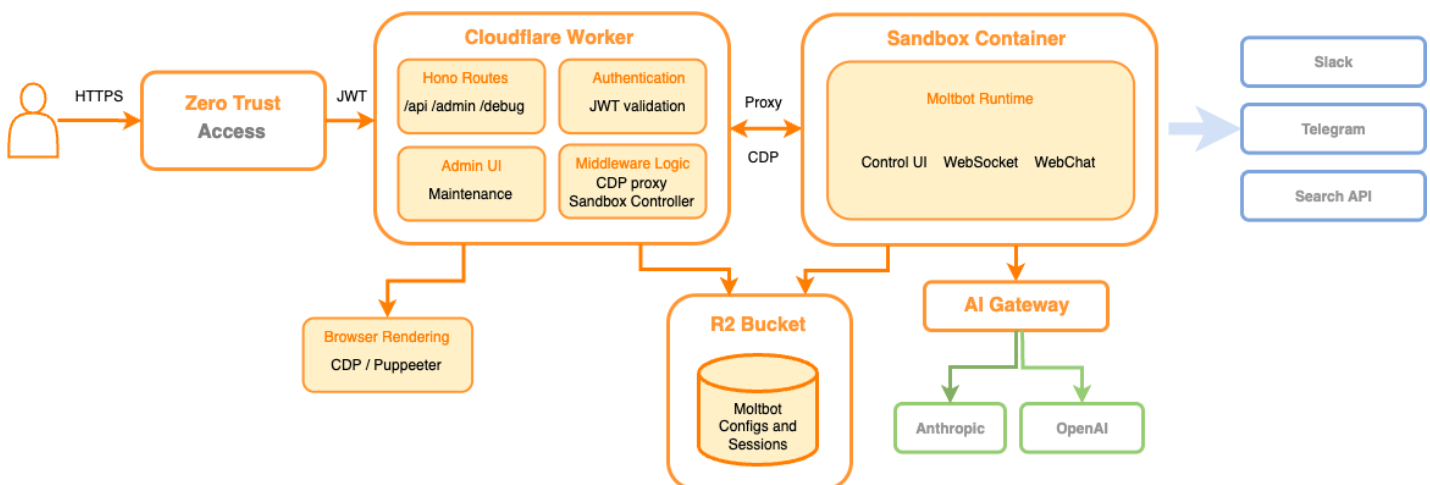 HTTPS
Zero Trust
Access
JWT
Cloudflare Worker
Hono Routes
/api /admin /debug
Authentication
JWT validation
Admin UI
Maintenance
Middleware Logic
CDP proxy
Sandbox Controller
Proxy
CDP
Sandbox Container
Moltbot Runtime
Control UI WebSocket WebChat
Slack
Telegram
Search API
Browser Rendering
CDP / Puppeeter
R2 Bucket
Moltbot
Configs and
Sessions
AI Gateway
Anthropic
OpenAI